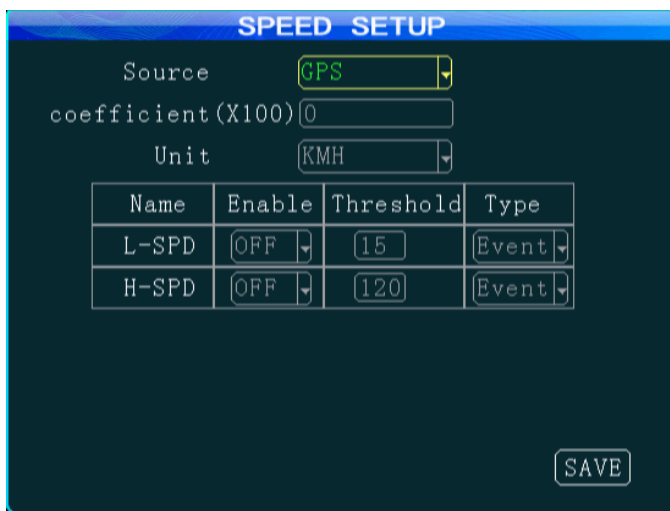 SPEED SETUP
Source GPS
coefficient(X100) 0
Unit KMH
Name Enable Threshold Type
L-SPD OFF 15 Event
H-SPD OFF 120 Event
SAVE